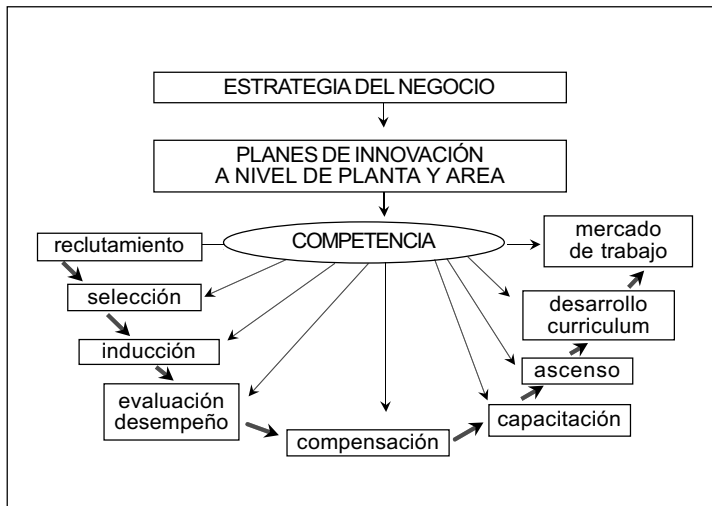 ESTRATEGIA DEL NEGOCIO
PLANES DE INNOVACIÓN
A NIVEL DE PLANTA Y AREA
COMPETENCIA
reclutamiento
selección
inducción
evaluación
desempeño
compensación
capacitación
ascenso
desarrollo
curriculum
mercado
de trabajo